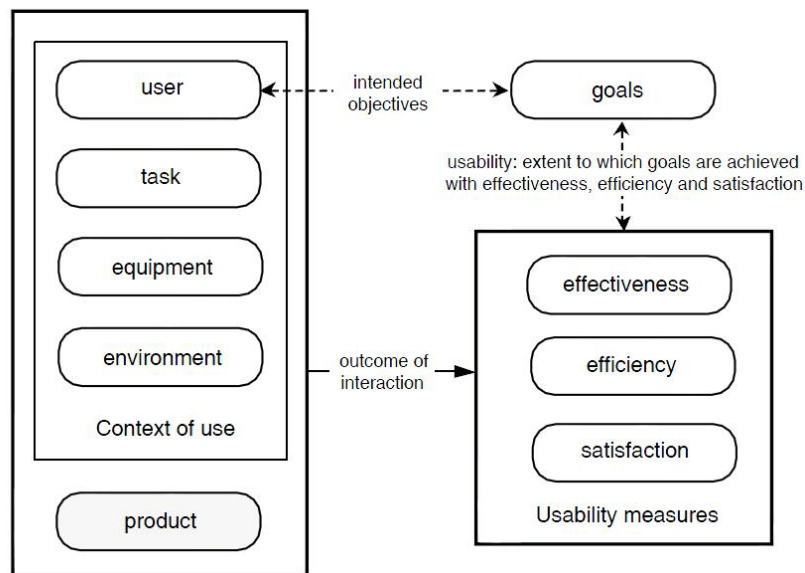 user
task
equipment
environment
Context of use
product
intended
objectives
goals
usability: extent to which goals are achieved
with effectiveness, efficiency and satisfaction
outcome of
interaction
effectiveness
efficiency
satisfaction
Usability measures